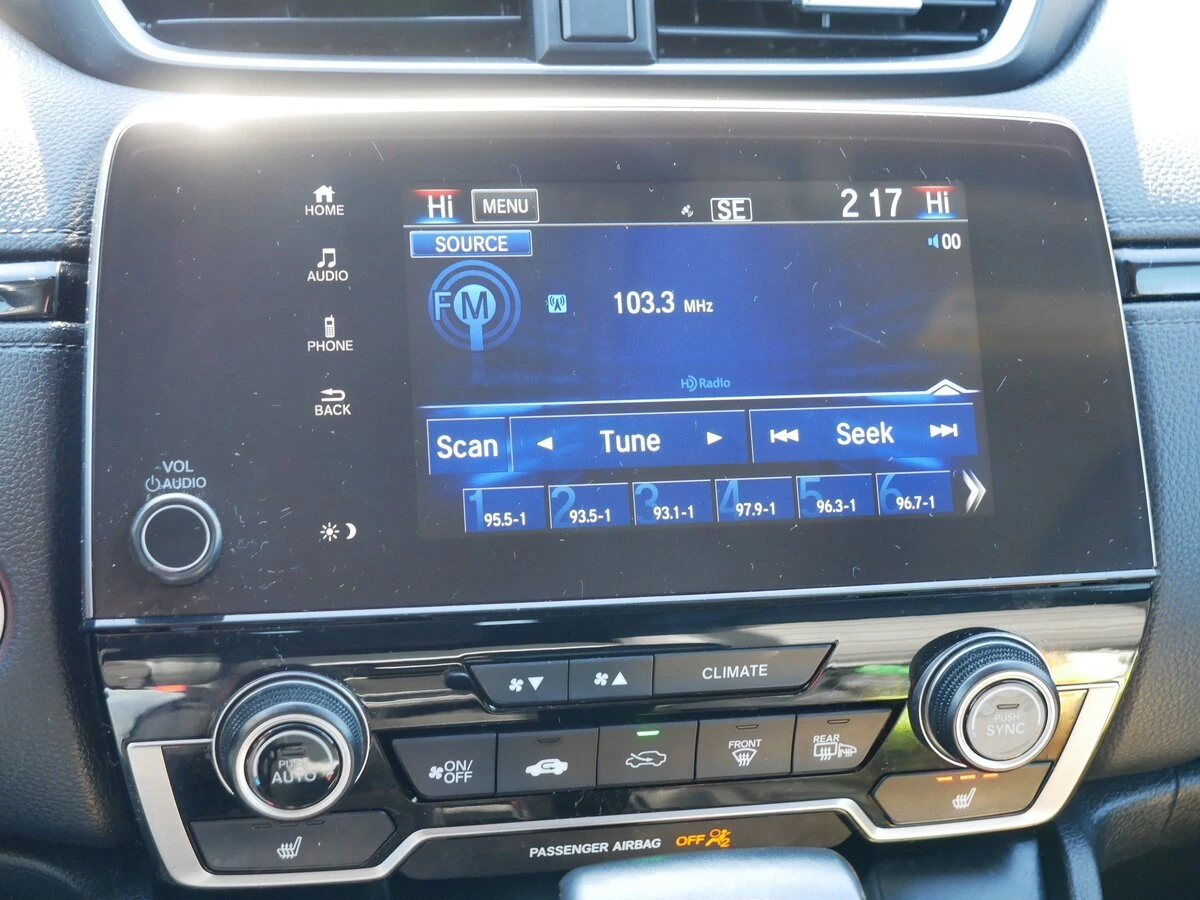 HOME
Hi MENU SE 2 17 Hi
SOURCE 00
FM 103.3 MHz
AUDIO
PHONE
HD Radio
BACK
Scan Tune Seek
VOL
AUDIO
1 95.5-1 2 93.5-1 3 93.1-1 4 97.9-1 5 96.3-1 6 96.7-1
CLIMATE
PUSH
AUTO
ON/
OFF
FRONT
REAR
PUSH
SYNC
PASSENGER AIRBAG OFF 2